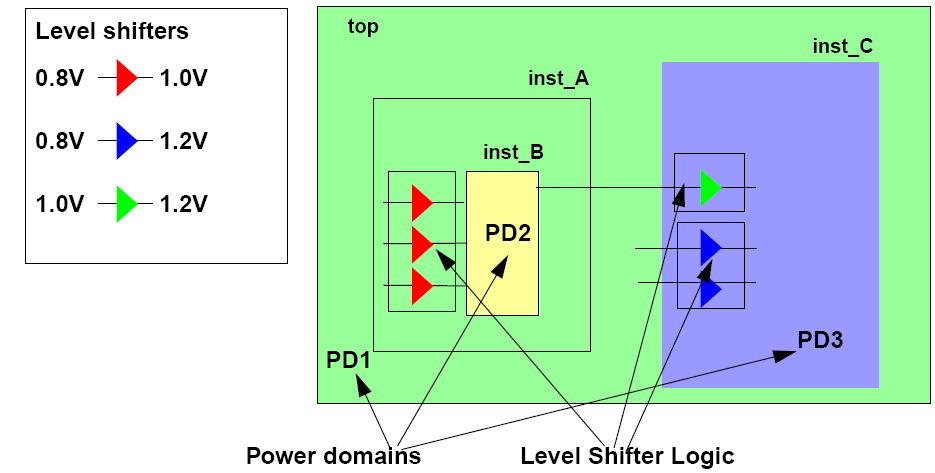 Level shifters
0.8V 1.0V
0.8V 1.2V
1.0V 1.2V
top
inst_C
inst_A
inst_B
PD2
PD1
PD3
Power domains
Level Shifter Logic